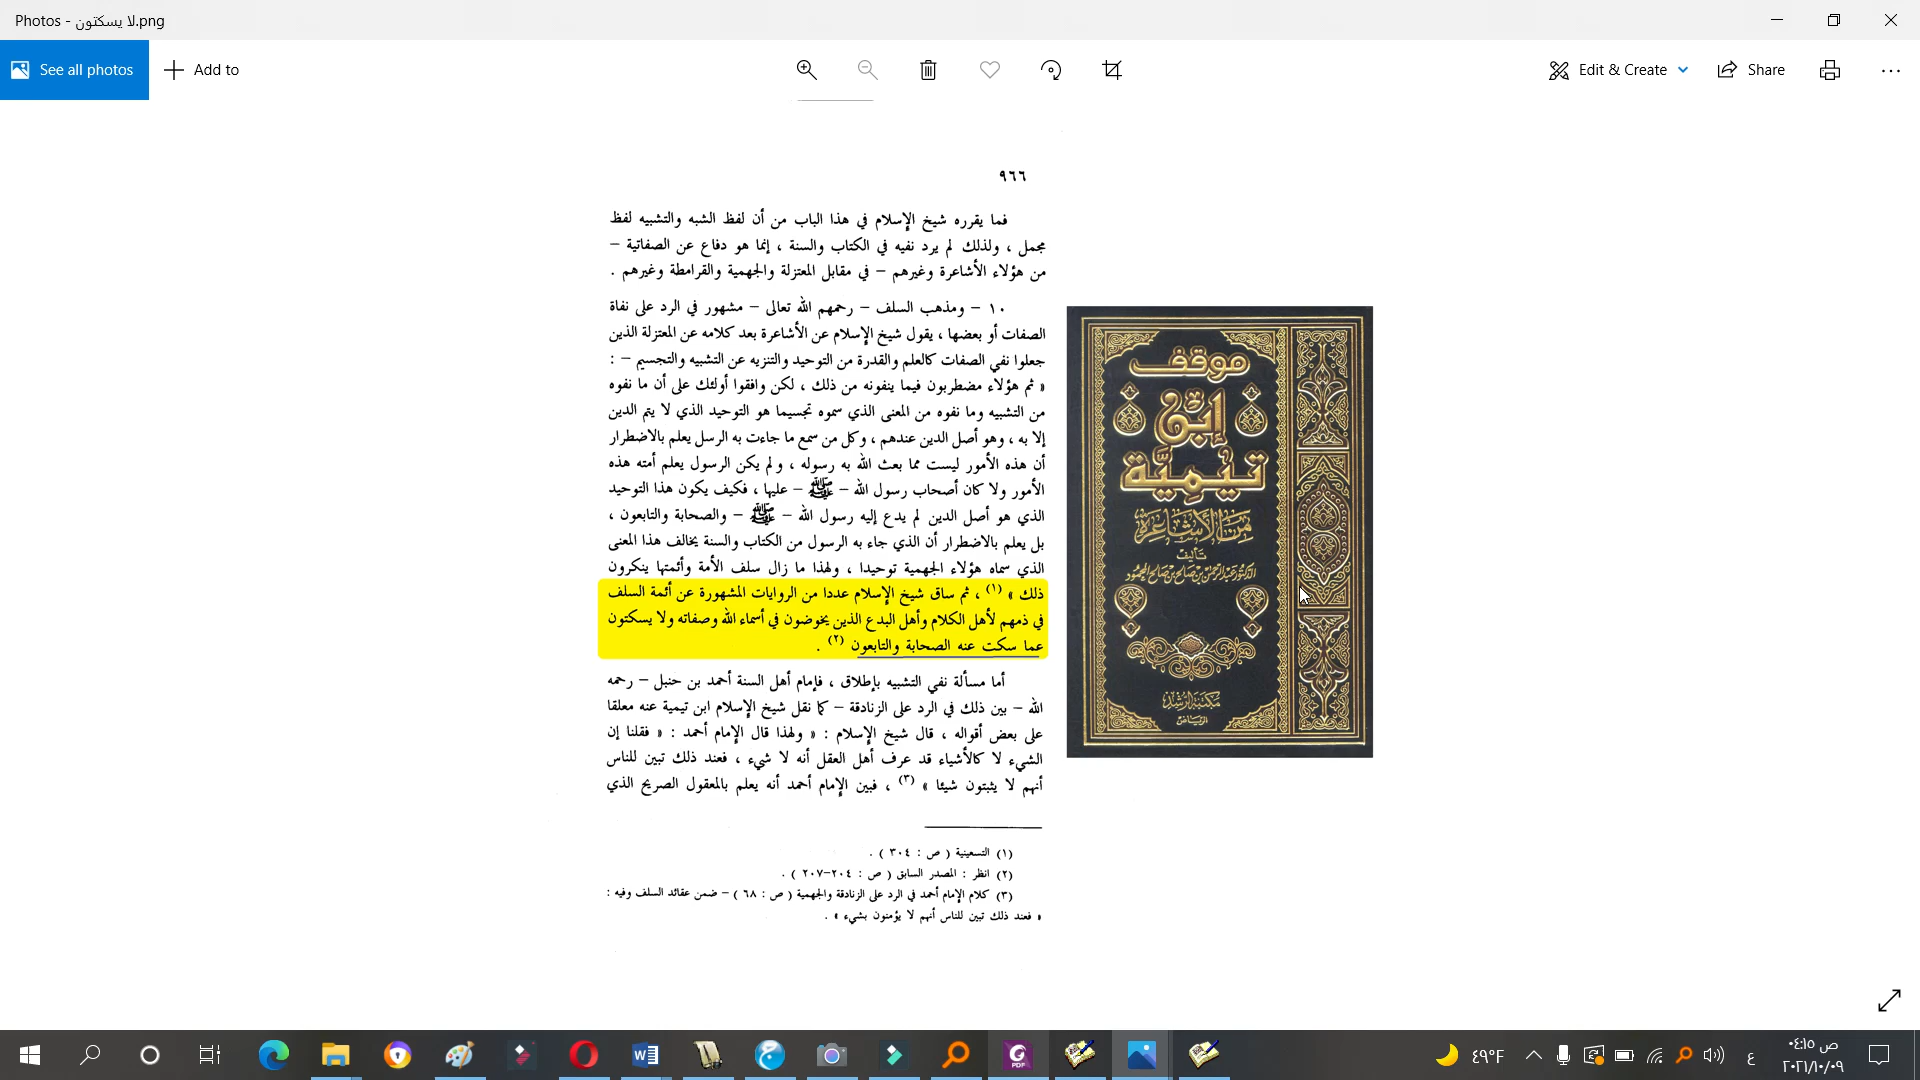 Photos - لا يسكتون.png
See all photos
Add to
Edit & Create
Share
٩٦٦
فما يقرره شيخ الإسلام في هذا الباب من أن لفظ الشبه والتشبيه لفظ
مجمل ، ولذلك لم يرد نفيه في الكتاب والسنة ، إنما هو دفاع عن الصفاتية –
من هؤلاء الأشاعرة وغيرهم – في مقابل المعتزلة والجهمية والقرامطة وغيرهم .
١٠ – ومذهب السلف – رحمهم الله تعالى – مشهور في الرد على نفاة
الصفات أو بعضها ، يقول شيخ الإسلام عن الأشاعرة بعد كلامه عن المعتزلة الذين
جعلوا نفي الصفات كالعلم والقدرة من التوحيد والتنزيه عن التشبيه والتجسيم – :
« ثم هؤلاء مضطربون فيما ينفونه من ذلك ، لكن وافقوا أولئك على أن ما نفوه
من التشبيه وما نفوه من المعنى الذي سموه تجسيما هو التوحيد الذي لا يتم الدين
إلا به ، وهو أصل الدين عندهم ، وكل من سمع ما جاءت به الرسل يعلم بالاضطرار
أن هذه الأمور ليست مما بعث الله به رسوله ، ولم يكن الرسول يعلم أمته هذه
الأمور ولا كان أصحاب رسول الله – ﷺ – عليها ، فكيف يكون هذا التوحيد
الذي هو أصل الدين لم يدع إليه رسول الله – ﷺ – والصحابة والتابعون ،
بل يعلم بالاضطرار أن الذي جاء به الرسول من الكتاب والسنة يخالف هذا المعنى
الذي سماه هؤلاء الجهمية توحيدا ، ولهذا ما زال سلف الأمة وأئمتها ينكرون
ذلك » (١) ، ثم ساق شيخ الإسلام عددا من الروايات المشهورة عن أئمة السلف
في ذمهم لأهل الكلام وأهل البدع الذين يخوضون في أسماء الله وصفاته ولا يسكتون
عما سكت عنه الصحابة والتابعون (٢) .
أما مسألة نفي التشبيه بإطلاق ، فإمام أهل السنة أحمد بن حنبل – رحمه
الله – بين ذلك في الرد على الزنادقة – كما نقل شيخ الإسلام ابن تيمية عنه معلقا
على بعض أقواله ، قال شيخ الإسلام : « ولهذا قال الإمام أحمد : « فقلنا إن
الشيء لا كالأشياء قد عرف أهل العقل أنه لا شيء ، فعند ذلك تبين للناس
أنهم لا يثبتون شيئا » (٣) ، فبين الإمام أحمد أنه يعلم بالمعقول الصريح الذي
(١) التسعينية ( ص : ٣٠٤ ) .
(٢) انظر : المصدر السابق ( ص : ٢٠٤–٢٠٧ ) .
(٣) كلام الإمام أحمد في الرد على الزنادقة والجهمية ( ص : ٦٨ ) – ضمن عقائد السلف وفيه :
« فعند ذلك تبين للناس أنهم لا يؤمنون بشيء » .
موقف
إبن
تيمية
من الأشاعرة
تأليف
الدكتور عبد الرحمن بن صالح بن صالح المحمود
مكتبة الرشد
الرياض
٤٩°F
ع
٠٤:١٥ ص
٢٠٢١/١٠/٠٩